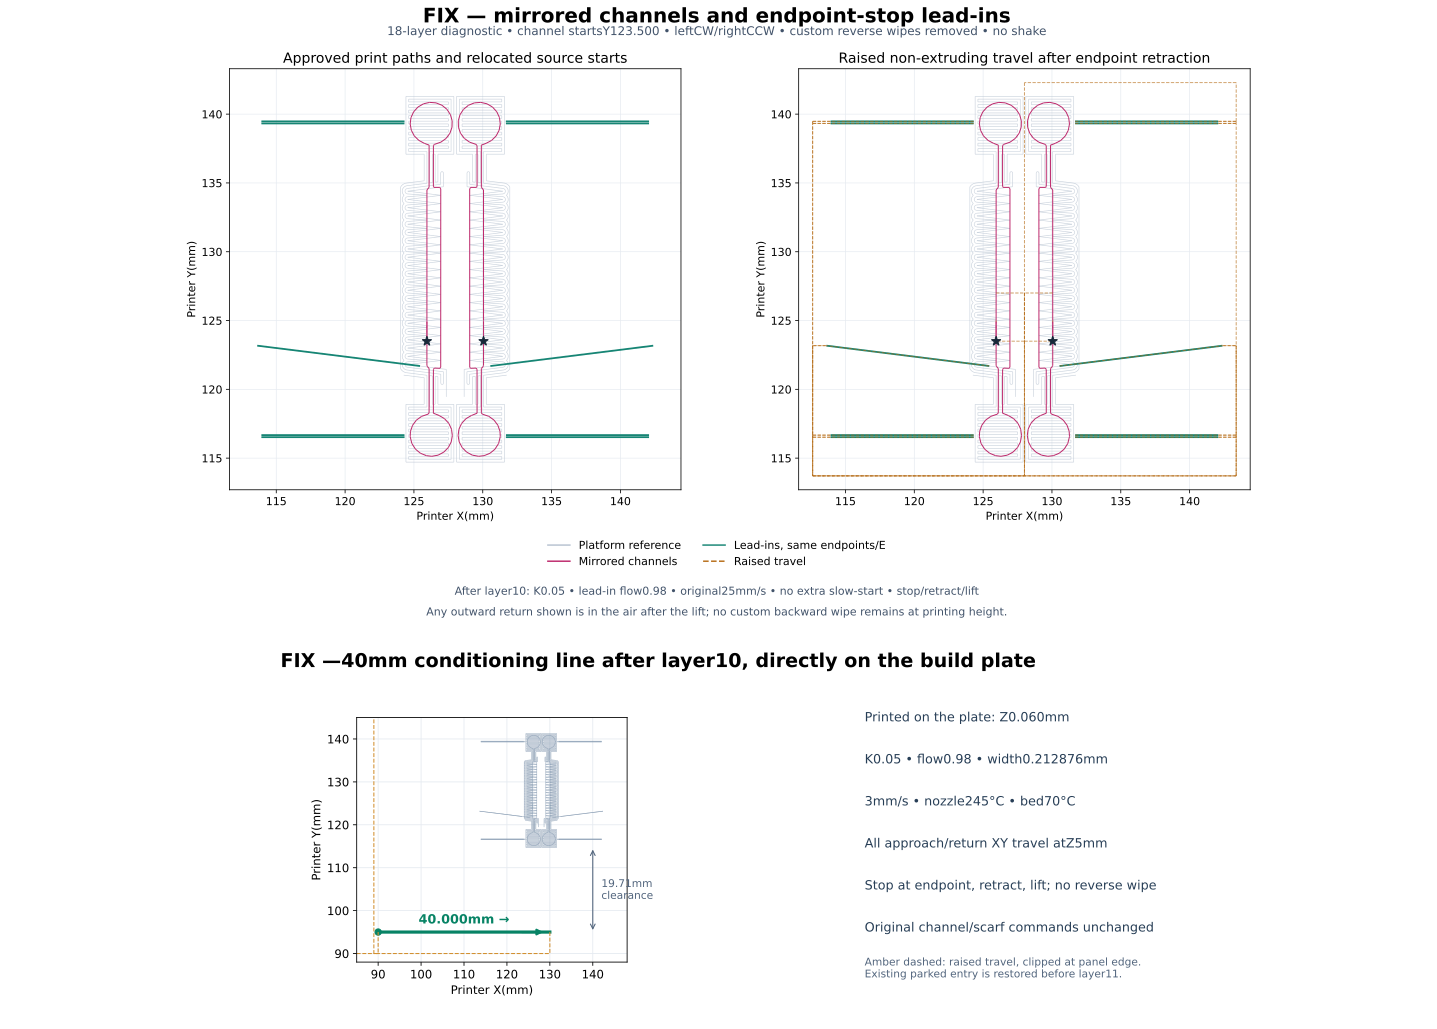 FIX — mirrored channels and endpoint-stop lead-ins
18-layer diagnostic • channel startsY123.500 • leftCW/rightCCW • custom reverse wipes removed • no shake
Approved print paths and relocated source starts
140
135
130
125
120
115
Printer Y(mm)
115
120
125
130
135
140
Printer X(mm)
Raised non-extruding travel after endpoint retraction
140
135
130
125
120
115
Printer Y(mm)
115
120
125
130
135
140
Printer X(mm)
Platform reference
Mirrored channels
Lead-ins, same endpoints/E
Raised travel
After layer10: K0.05 • lead-in flow0.98 • original25mm/s • no extra slow-start • stop/retract/lift
Any outward return shown is in the air after the lift; no custom backward wipe remains at printing height.
FIX —40mm conditioning line after layer10, directly on the build plate
140
130
120
110
100
90
Printer Y(mm)
19.71mm
clearance
40.000mm →
90
100
110
120
130
140
Printer X(mm)
Printed on the plate: Z0.060mm
K0.05 • flow0.98 • width0.212876mm
3mm/s • nozzle245°C • bed70°C
All approach/return XY travel atZ5mm
Stop at endpoint, retract, lift; no reverse wipe
Original channel/scarf commands unchanged
Amber dashed: raised travel, clipped at panel edge.
Existing parked entry is restored before layer11.